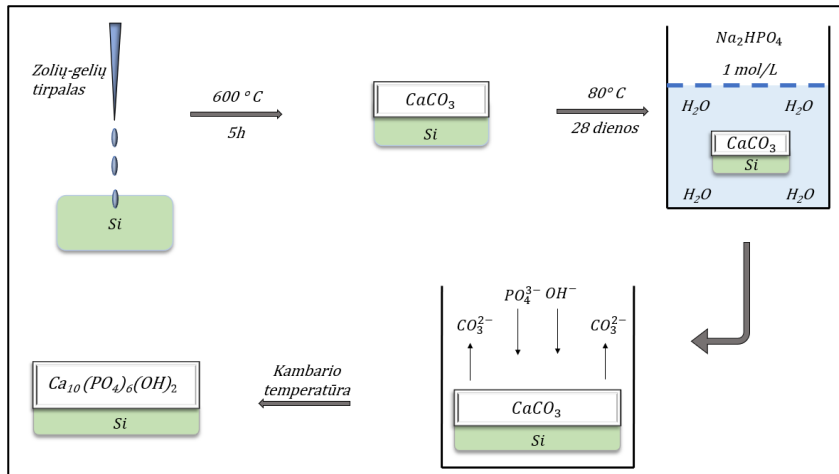 Zolių-gelių
tirpalas
Si
600 ° C
5h
CaCO₃
Si
80° C
28 dienos
Na₂HPO₄
1 mol/L
H₂O
H₂O
CaCO₃
Si
H₂O
H₂O
PO₄³⁻ OH⁻
CO₃²⁻
CO₃²⁻
CaCO₃
Si
Kambario
temperatūra
Ca₁₀(PO₄)₆(OH)₂
Si